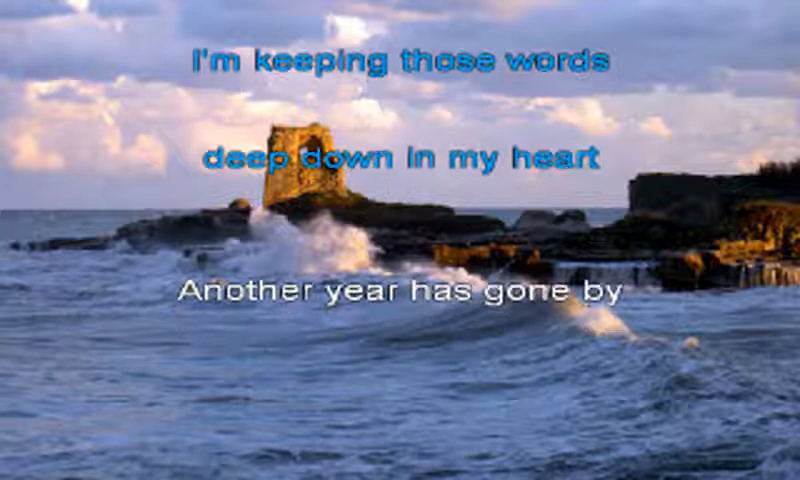 I'm keeping those words
deep down in my heart
Another year has gone by